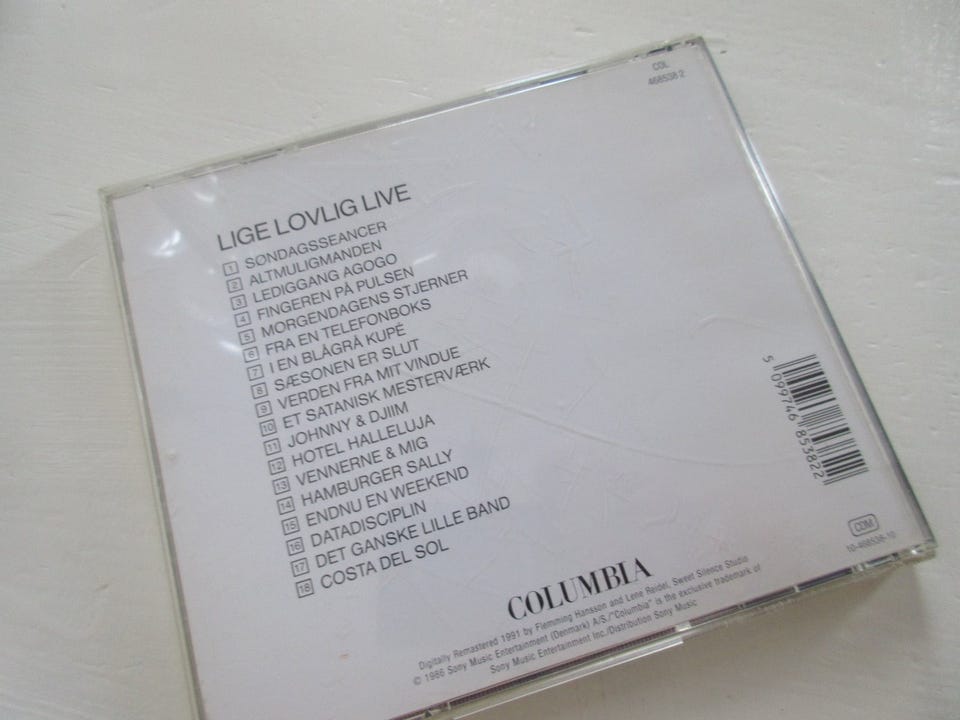 COL
468538 2
LIGE LOVLIG LIVE
1 SØNDAGSSEANCER
2 ALTMULIGMANDEN
3 LEDIGGANG AGOGO
4 FINGEREN PÅ PULSEN
5 MORGENDAGENS STJERNER
6 FRA EN TELEFONBOKS
7 I EN BLÅGRÅ KUPÉ
8 SÆSONEN ER SLUT
9 VERDEN FRA MIT VINDUE
10 ET SATANISK MESTERVÆRK
11 JOHNNY & DJIIM
12 HOTEL HALLELUJA
13 VENNERNE & MIG
14 HAMBURGER SALLY
15 ENDNU EN WEEKEND
16 DATADISCIPLIN
17 DET GANSKE LILLE BAND
18 COSTA DEL SOL
5 099746 853822
CDM
10-468538-10
COLUMBIA
Digitally Remastered 1991 by Flemming Hansson and Lene Reidel, Sweet Silence Studio
© 1986 Sony Music Entertainment (Denmark) A/S./"Columbia" is the exclusive trademark of
Sony Music Entertainment Inc./Distribution Sony Music